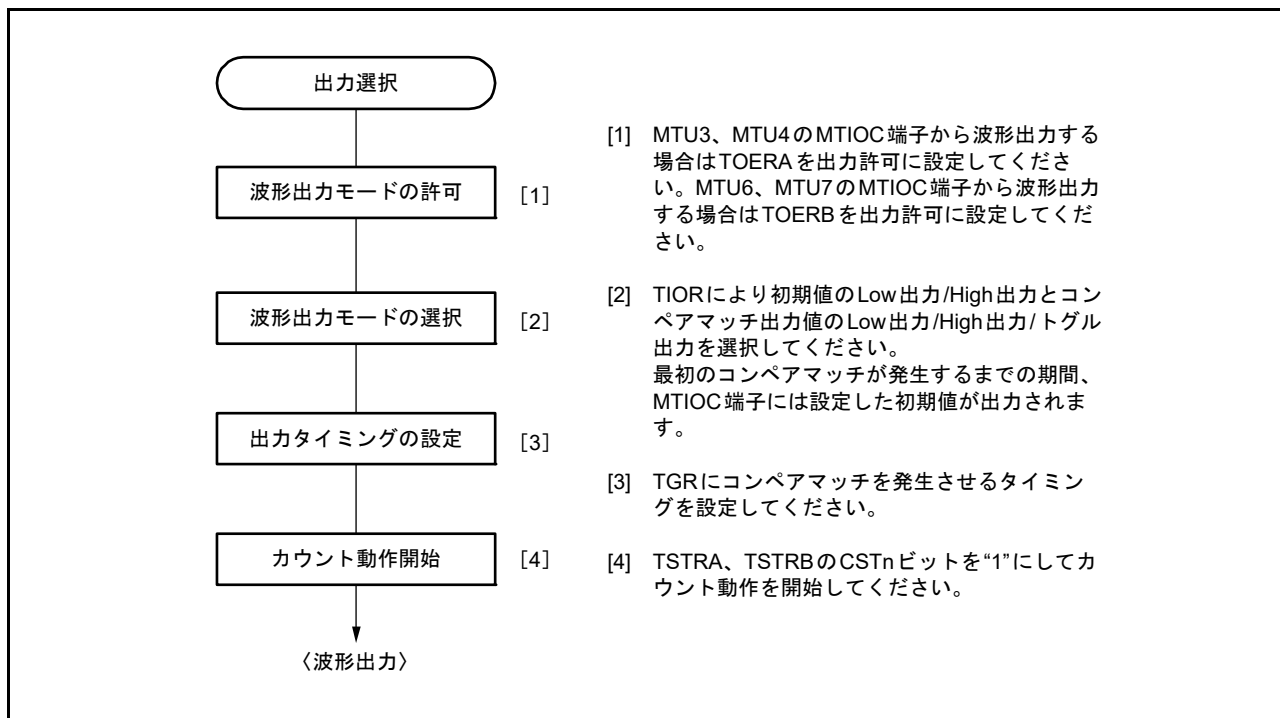 出力選択
波形出力モードの許可 [1]
波形出力モードの選択 [2]
出力タイミングの設定 [3]
カウント動作開始 [4]
〈波形出力〉
[1] MTU3、MTU4のMTIOC端子から波形出力する
場合はTOERAを出力許可に設定してくださ
い。MTU6、MTU7のMTIOC端子から波形出力
する場合はTOERBを出力許可に設定してくだ
さい。
[2] TIORにより初期値のLow出力/High出力とコン
ペアマッチ出力値のLow出力/High出力/トグル
出力を選択してください。
最初のコンペアマッチが発生するまでの期間、
MTIOC端子には設定した初期値が出力されま
す。
[3] TGRにコンペアマッチを発生させるタイミン
グを設定してください。
[4] TSTRA、TSTRBのCSTnビットを“1”にしてカ
ウント動作を開始してください。